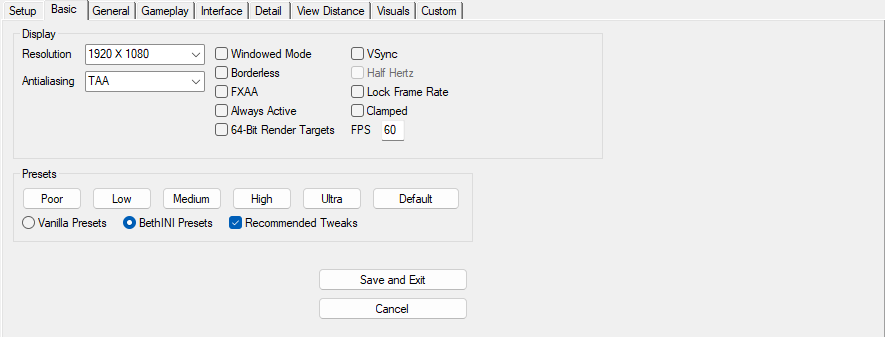 Setup Basic General Gameplay Interface Detail View Distance Visuals Custom
Display
Resolution 1920 X 1080 Windowed Mode VSync
Borderless Half Hertz
Antialiasing TAA
FXAA Lock Frame Rate
Always Active Clamped
64-Bit Render Targets FPS 60
Presets
Poor Low Medium High Ultra Default
Vanilla Presets BethINI Presets Recommended Tweaks
Save and Exit
Cancel